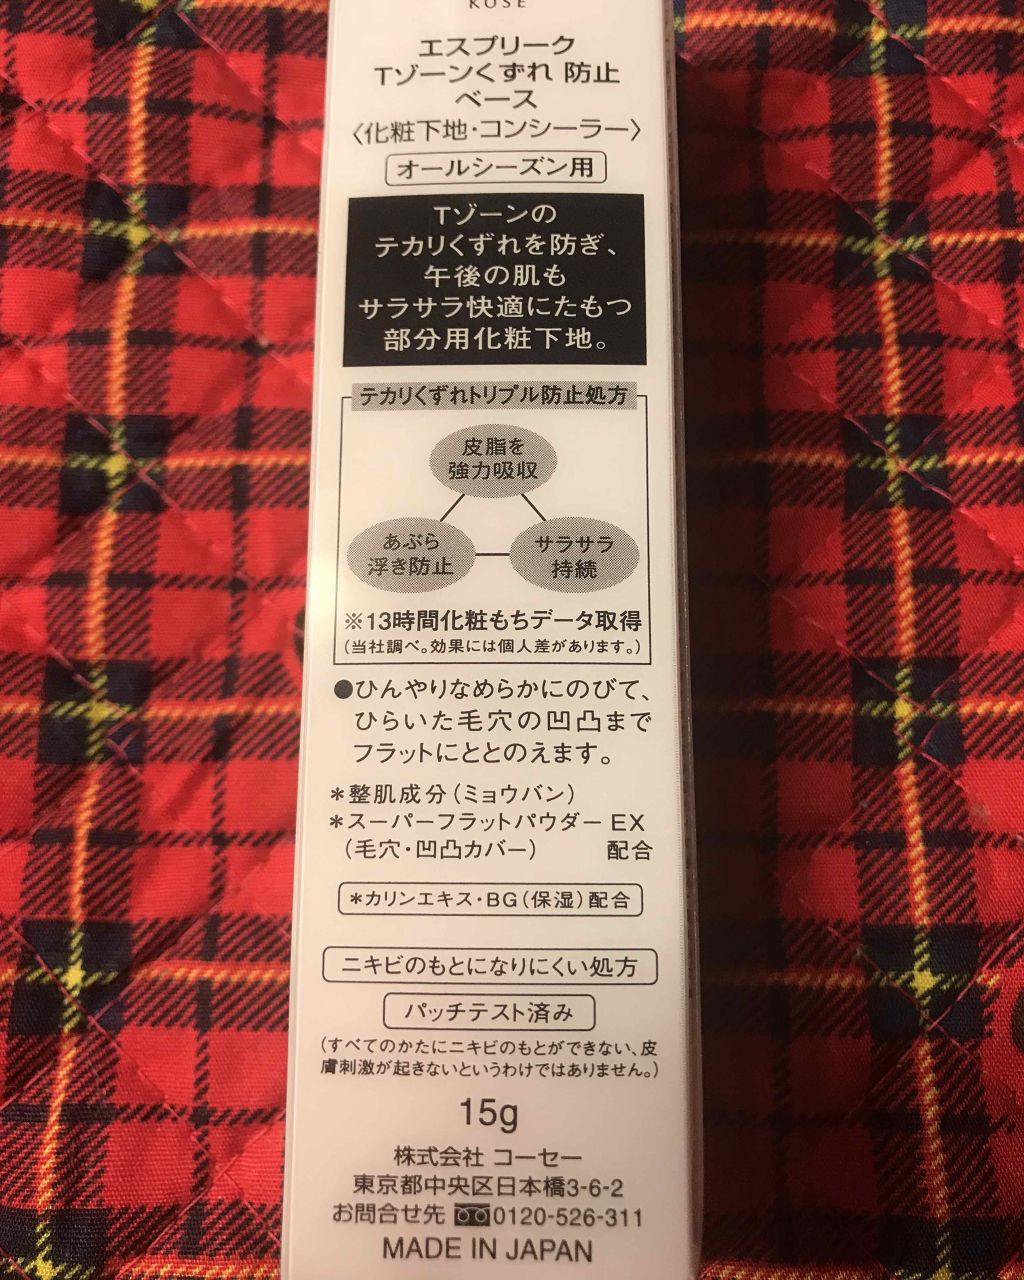 KOSÉ
エスプリーク
Tゾーンくずれ 防止
ベース
〈化粧下地・コンシーラー〉
オールシーズン用
Tゾーンの
テカリくずれを防ぎ、
午後の肌も
サラサラ快適にたもつ
部分用化粧下地。
テカリくずれトリプル防止処方
皮脂を
強力吸収
あぶら
浮き防止
サラサラ
持続
※13時間化粧もちデータ取得
(当社調べ。効果には個人差があります。)
●ひんやりなめらかにのびて、
ひらいた毛穴の凹凸まで
フラットにととのえます。
*整肌成分(ミョウバン)
*スーパーフラットパウダー EX
(毛穴・凹凸カバー) 配合
*カリンエキス・BG(保湿)配合
ニキビのもとになりにくい処方
パッチテスト済み
(すべてのかたにニキビのもとができない、皮
膚刺激が起きないというわけではありません。)
15g
株式会社 コーセー
東京都中央区日本橋3-6-2
お問合せ先 0120-526-311
MADE IN JAPAN